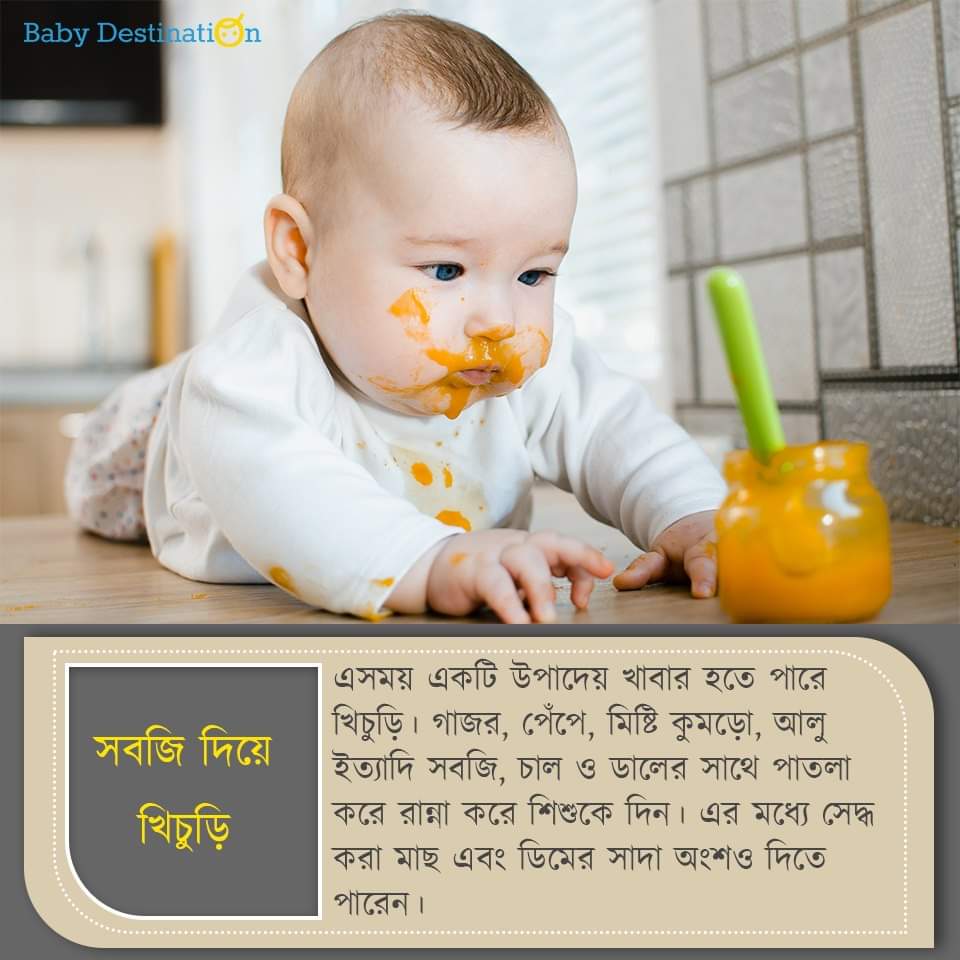 Baby Destination
সবজি দিয়ে
খিচুড়ি
এসময় একটি উপাদেয় খাবার হতে পারে
খিচুড়ি। গাজর, পেঁপে, মিষ্টি কুমড়ো, আলু
ইত্যাদি সবজি, চাল ও ডালের সাথে পাতলা
করে রান্না করে শিশুকে দিন। এর মধ্যে সেদ্ধ
করা মাছ এবং ডিমের সাদা অংশও দিতে
পারেন।